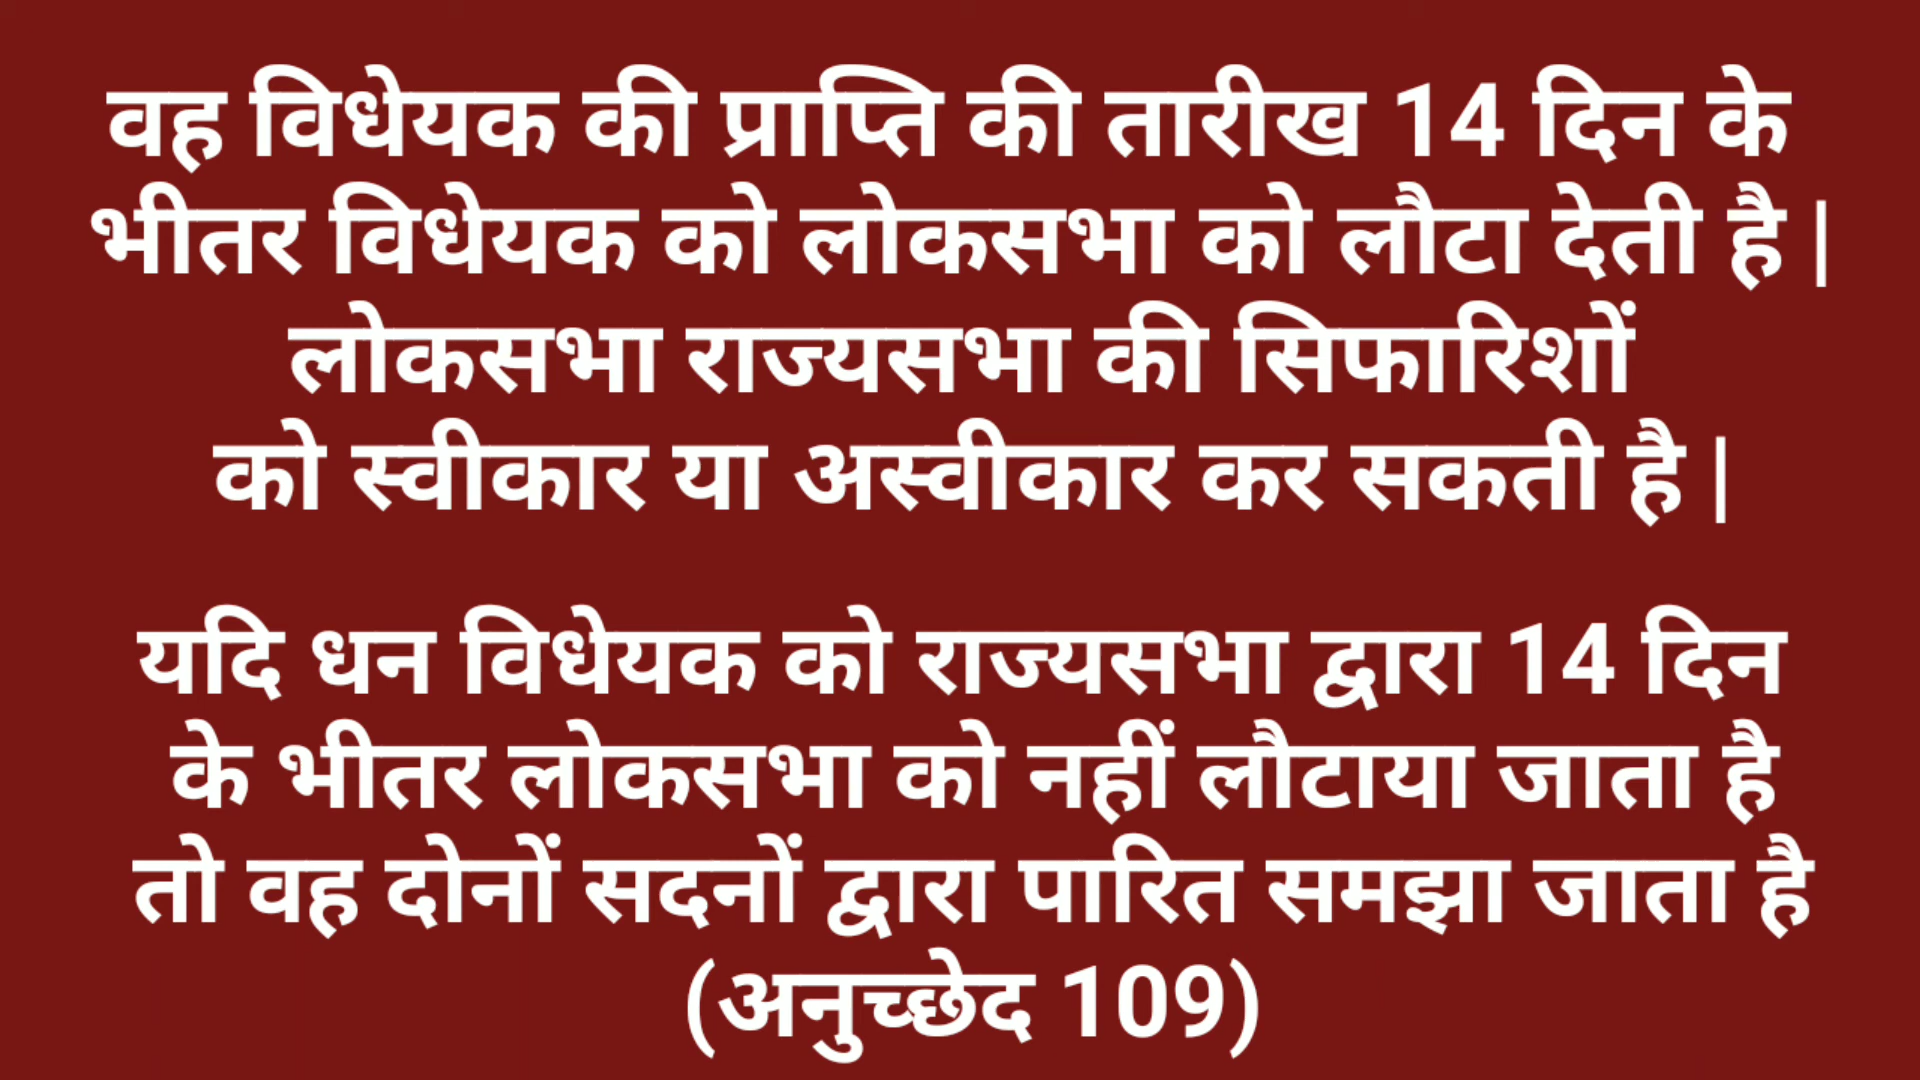 वह विधेयक की प्राप्ति की तारीख 14 दिन के
भीतर विधेयक को लोकसभा को लौटा देती है |
लोकसभा राज्यसभा की सिफारिशों
को स्वीकार या अस्वीकार कर सकती है |
यदि धन विधेयक को राज्यसभा द्वारा 14 दिन
के भीतर लोकसभा को नहीं लौटाया जाता है
तो वह दोनों सदनों द्वारा पारित समझा जाता है
(अनुच्छेद 109)